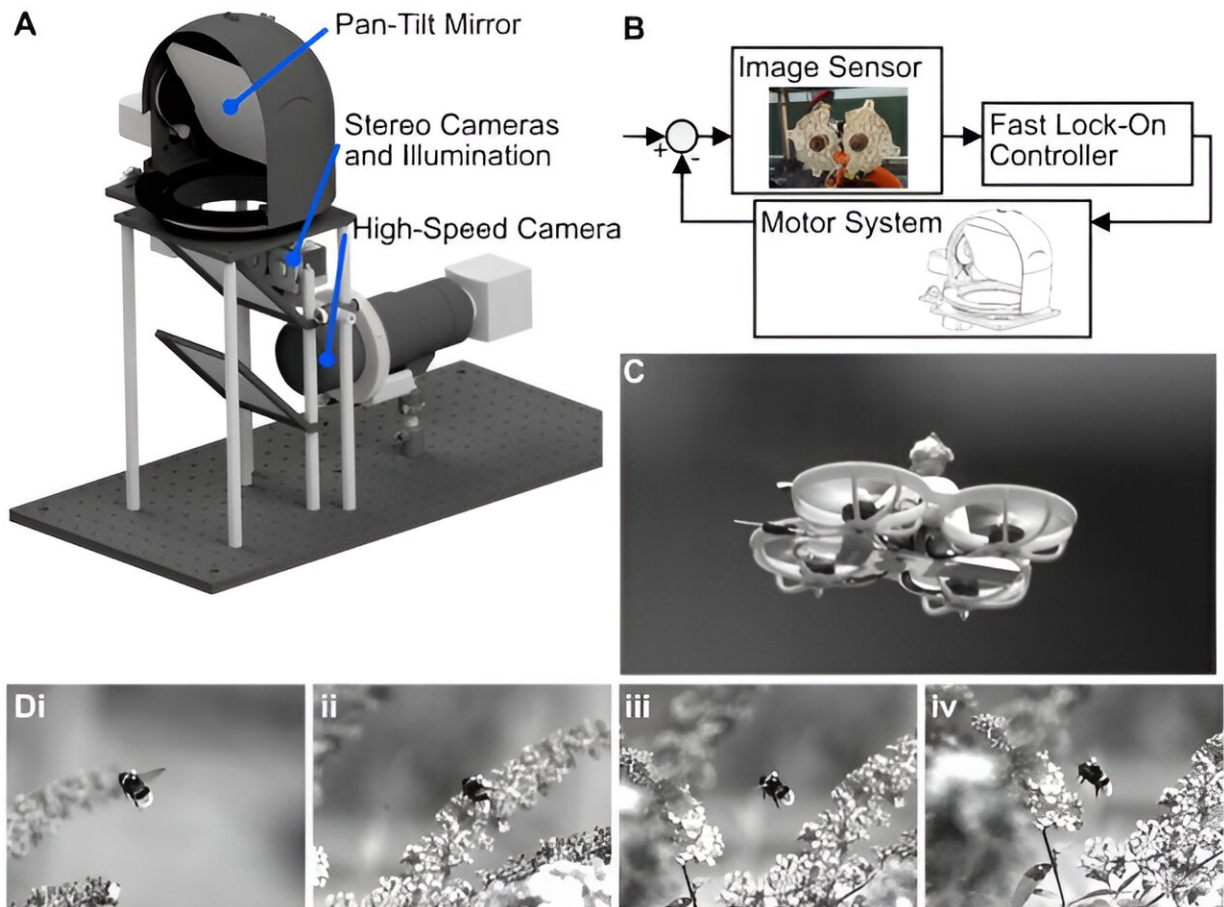 A
Pan-Tilt Mirror
Stereo Cameras
and Illumination
High-Speed Camera
B
Image Sensor
+
-
Fast Lock-On
Controller
Motor System
C
Di
ii
iii
iv